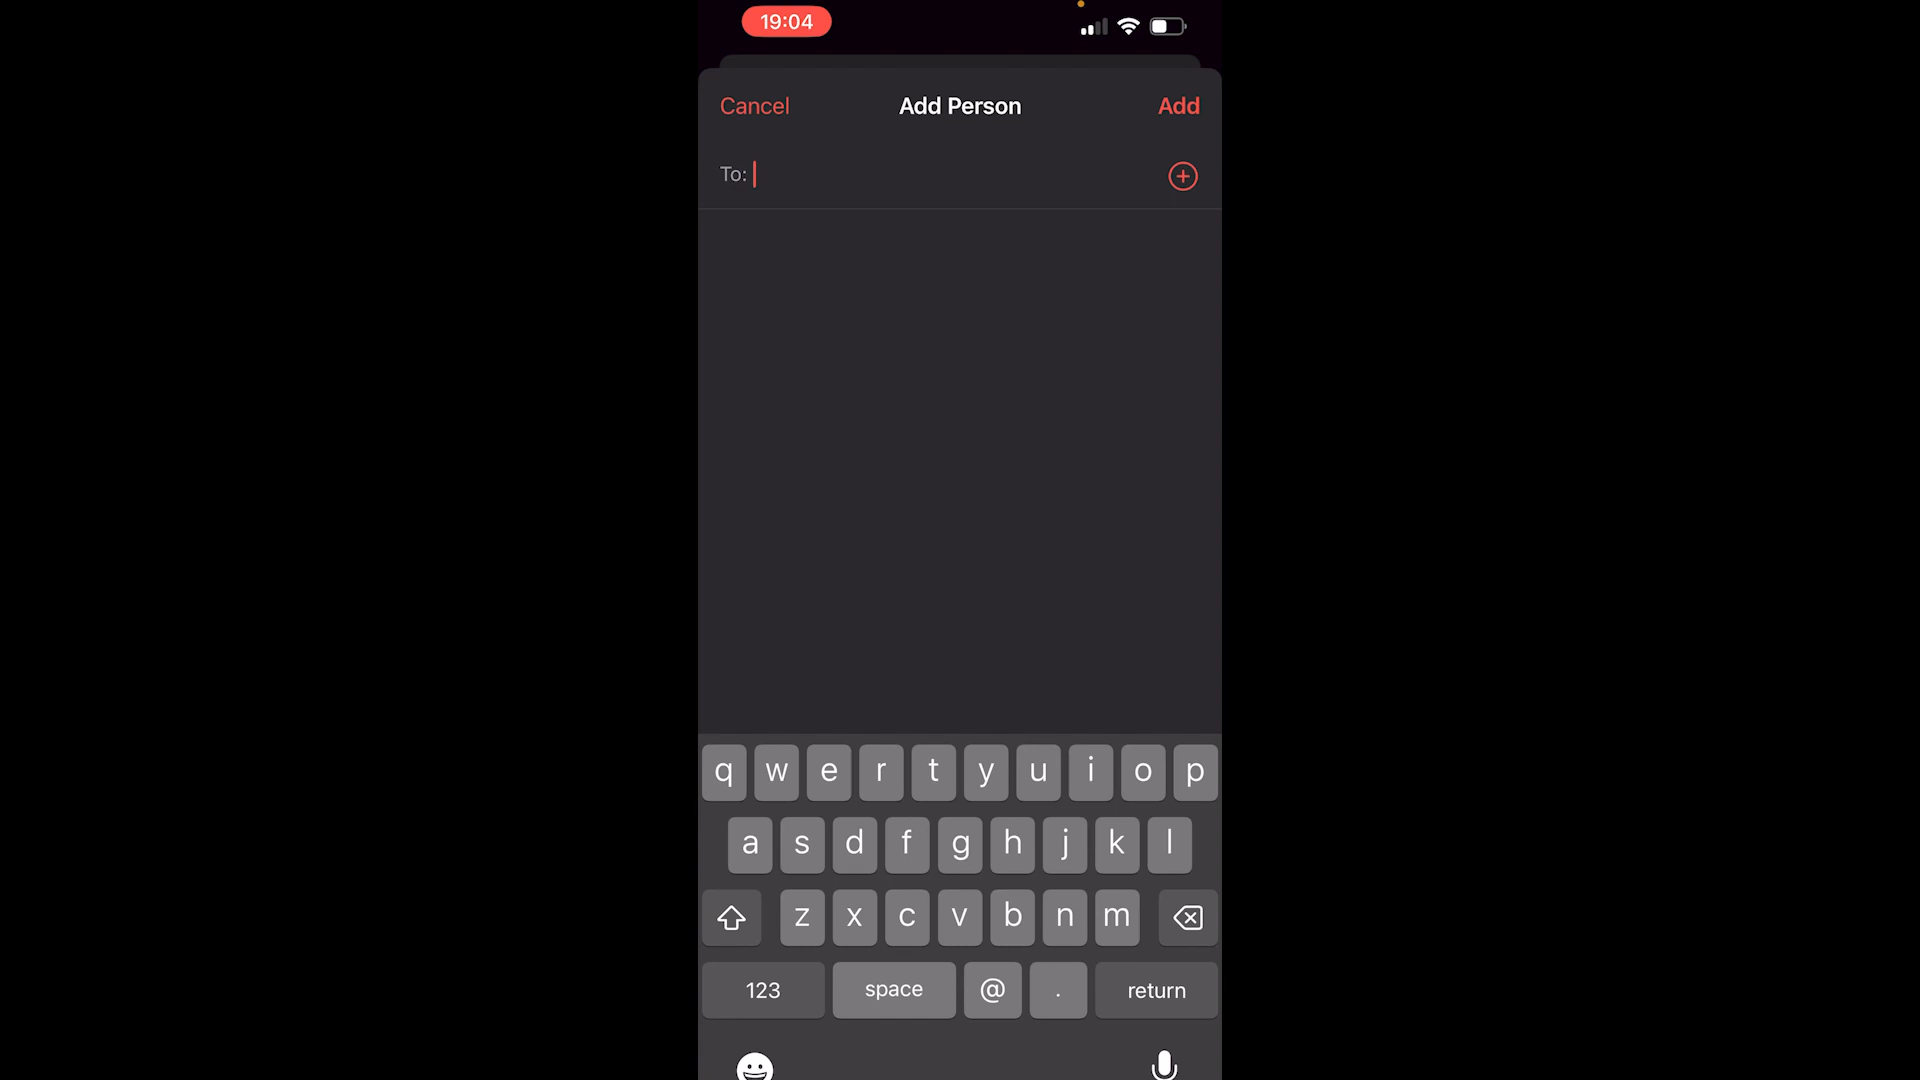 19:04
Cancel Add Person Add
To:
q w e r t y u i o p
a s d f g h j k l
z x c v b n m
123 space @ . return